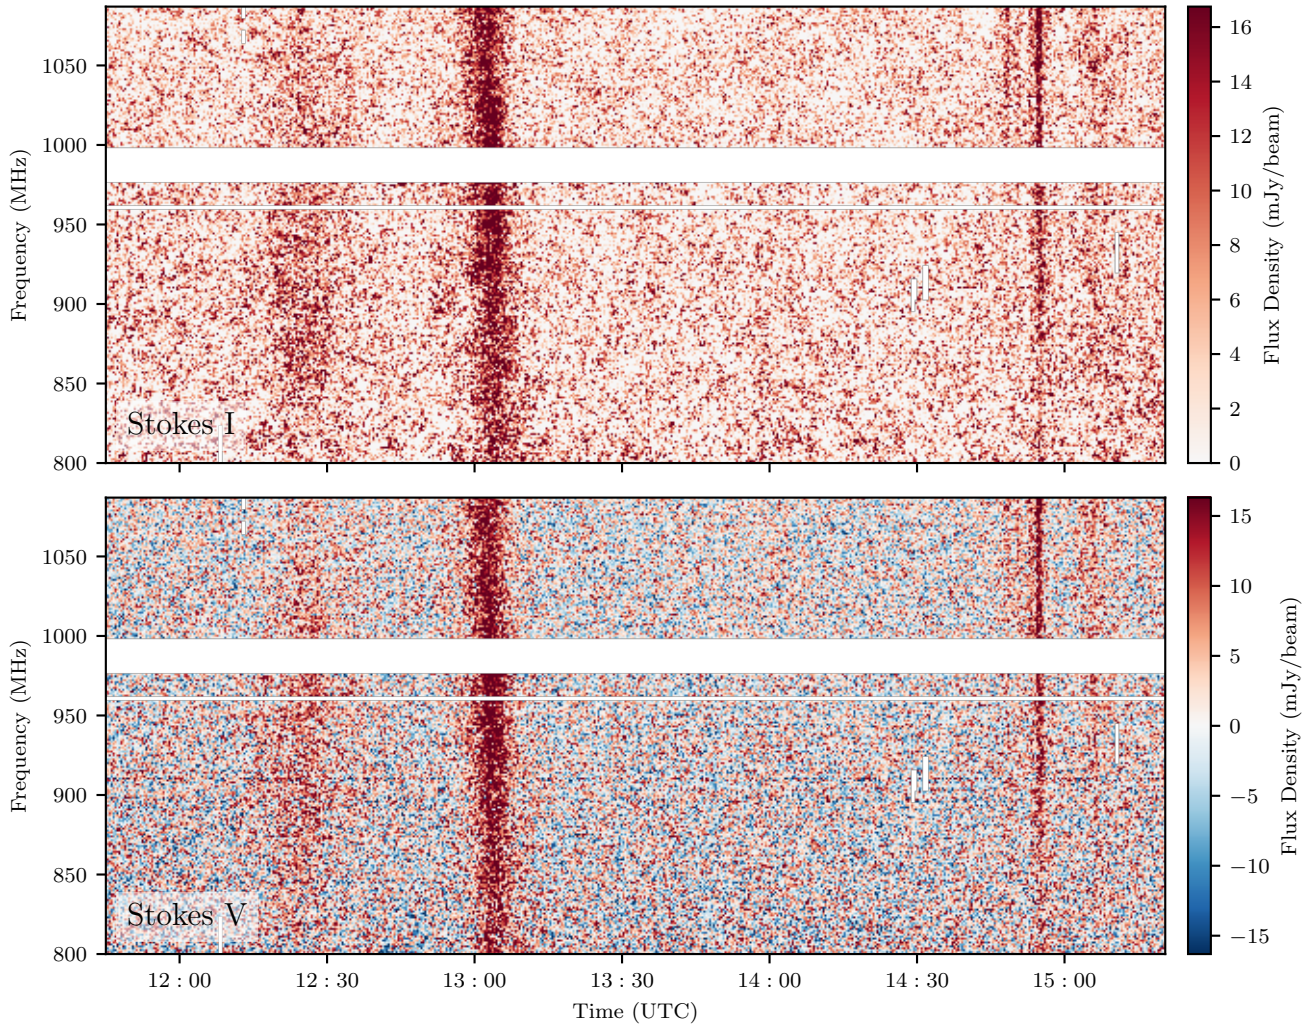 1050
1000
950
900
850
800
Frequency (MHz)
Stokes I
16
14
12
10
8
6
4
2
0
Flux Density (mJy/beam)
1050
1000
950
900
850
800
Frequency (MHz)
Stokes V
12 : 00
12 : 30
13 : 00
13 : 30
14 : 00
14 : 30
15 : 00
Time (UTC)
15
10
5
0
−5
−10
−15
Flux Density (mJy/beam)